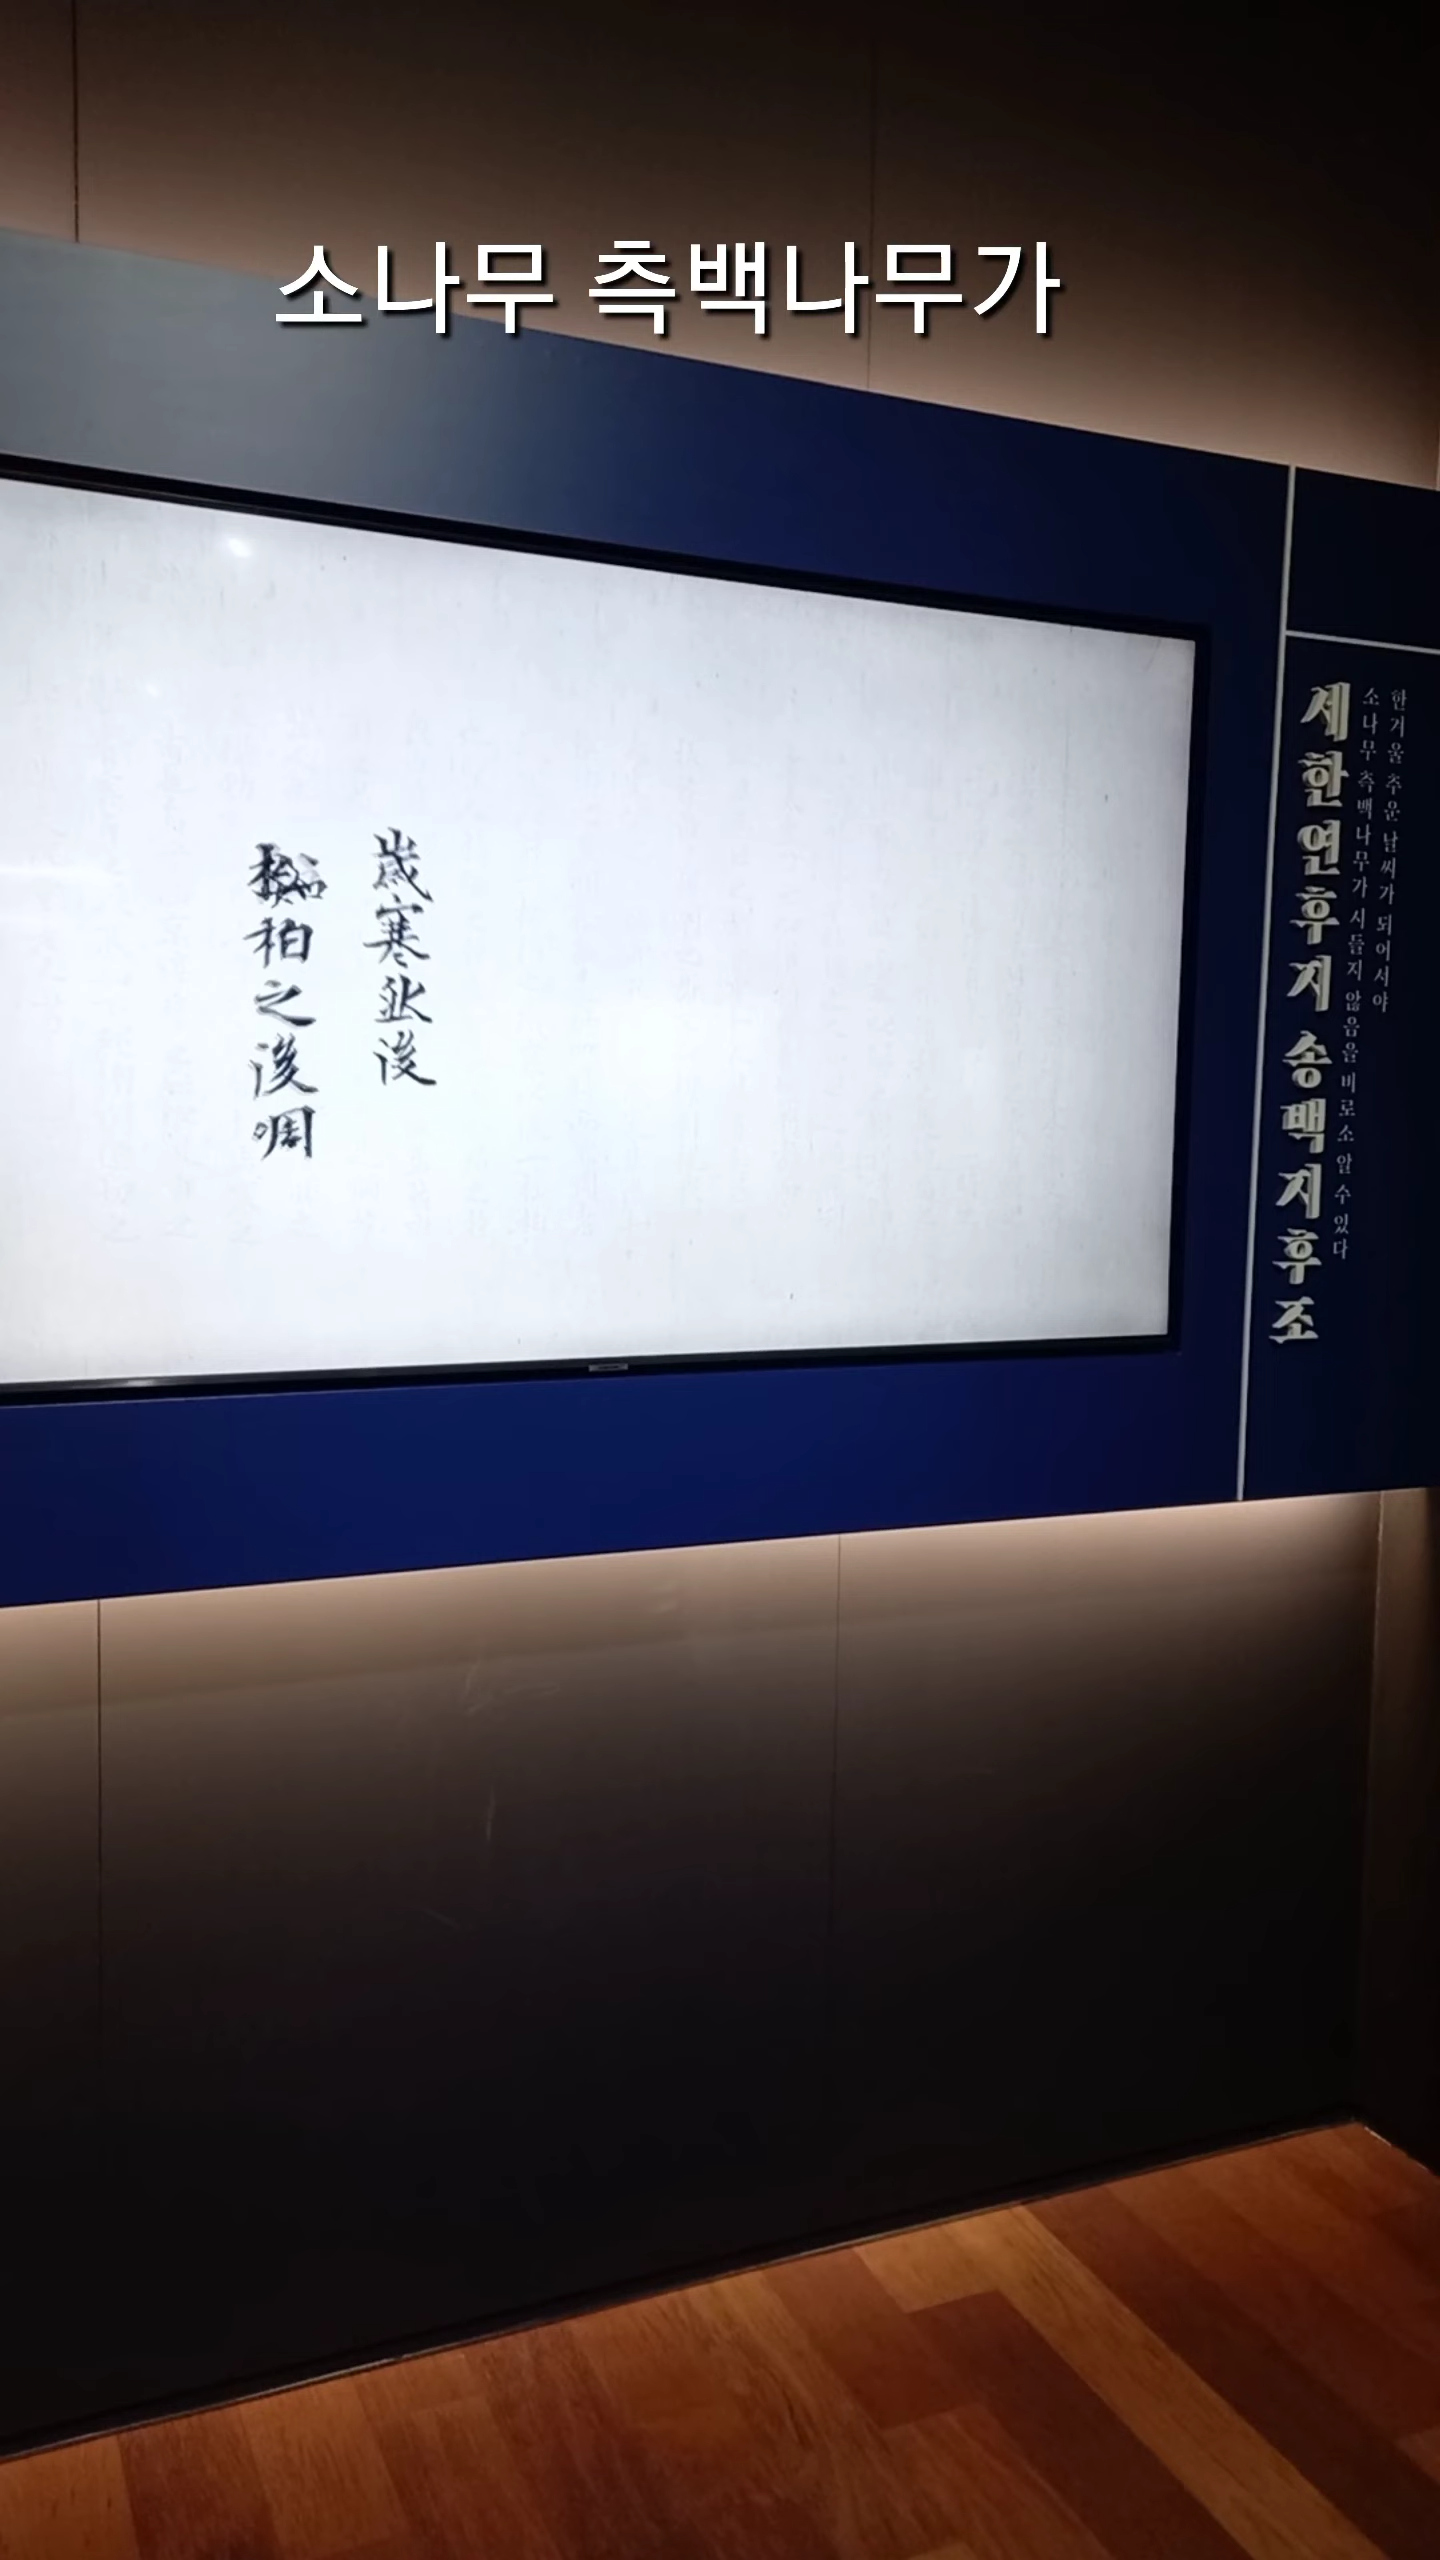 소나무 측백나무가
한겨울 추운 날씨가 되어서야
소나무 측백나무가 시들지 않음을 비로소 알 수 있다
세한연후지 송백지후조
歲寒後
柏之後凋